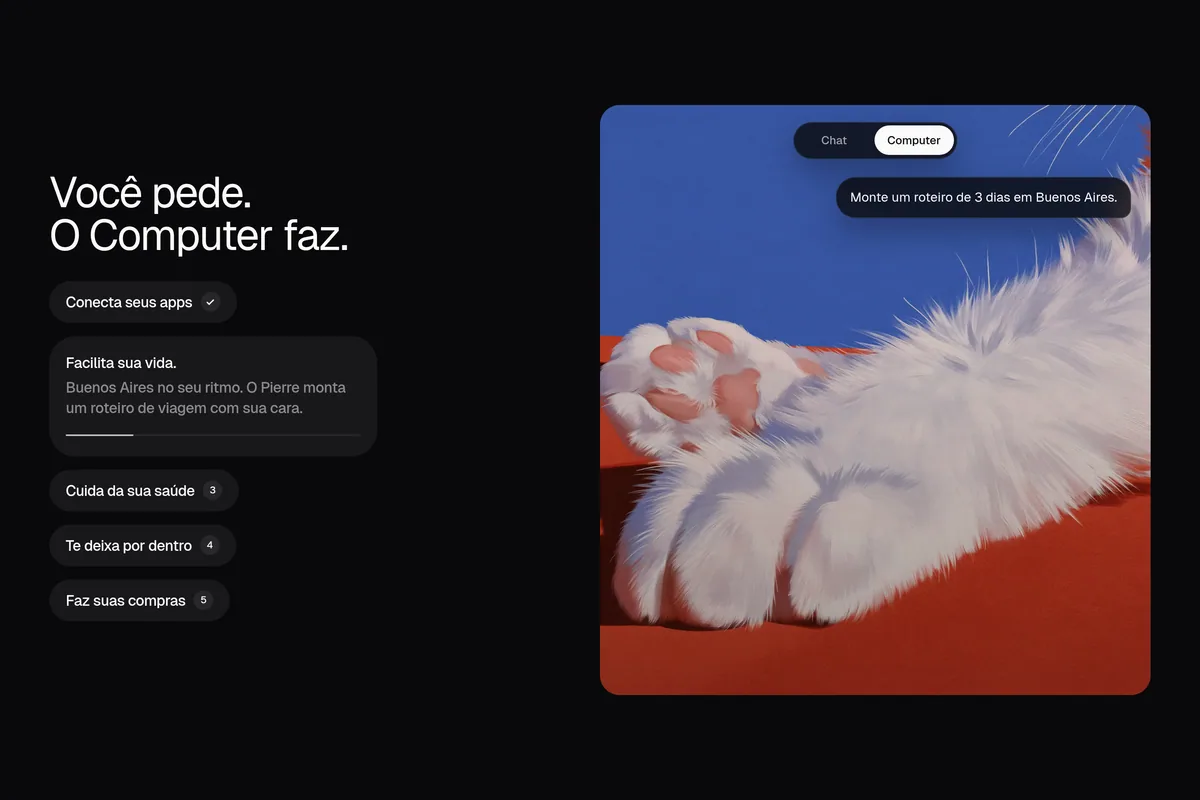 Você pede.
O Computer faz.
Conecta seus apps
Facilita sua vida.
Buenos Aires no seu ritmo. O Pierre monta
um roteiro de viagem com sua cara.
Cuida da sua saúde 3
Te deixa por dentro 4
Faz suas compras 5
Chat Computer
Monte um roteiro de 3 dias em Buenos Aires.